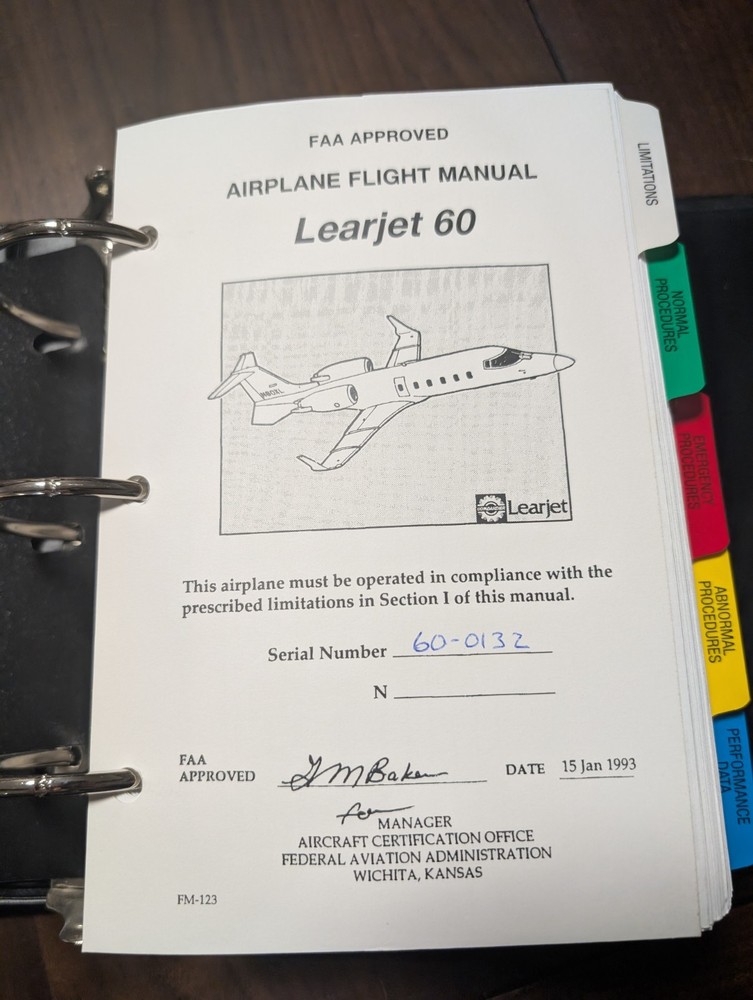 FAA APPROVED
AIRPLANE FLIGHT MANUAL
Learjet 60
Learjet
This airplane must be operated in compliance with the
prescribed limitations in Section I of this manual.
Serial Number 60-0132
N
FAA
APPROVED
G M Baker
DATE 15 Jan 1993
for
MANAGER
AIRCRAFT CERTIFICATION OFFICE
FEDERAL AVIATION ADMINISTRATION
WICHITA, KANSAS
FM-123
LIMITATIONS
NORMAL
PROCEDURES
EMERGENCY
PROCEDURES
ABNORMAL
PROCEDURES
PERFORMANCE
DATA